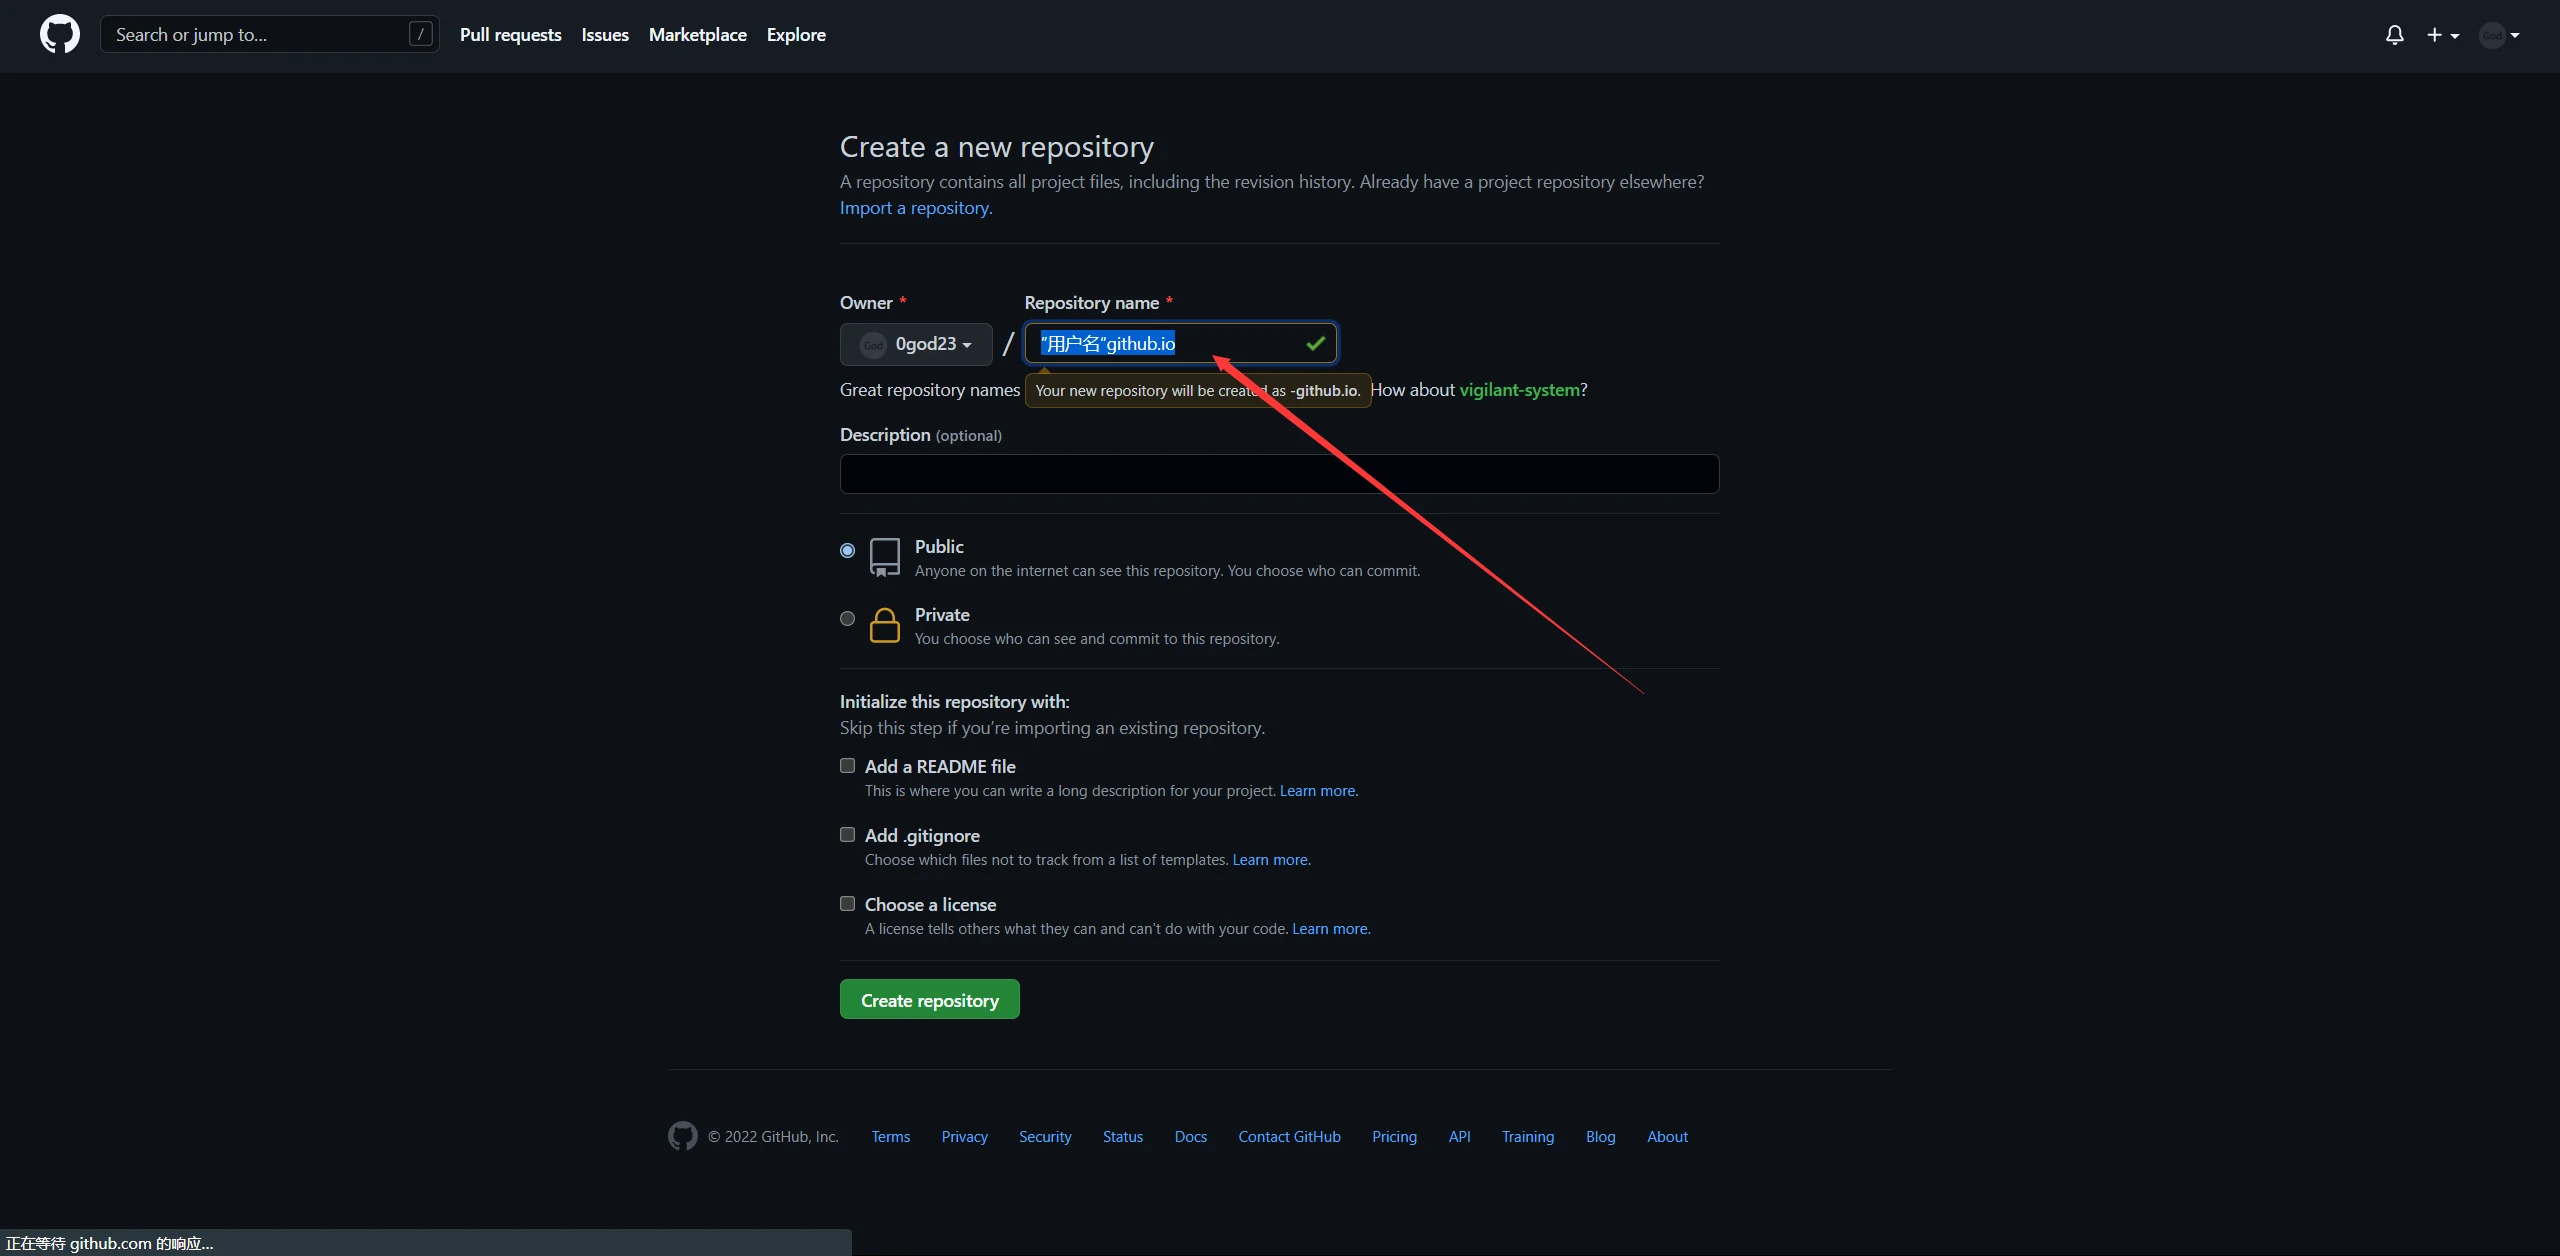 Search or jump to... /
Pull requests Issues Marketplace Explore
God
Create a new repository
A repository contains all project files, including the revision history. Already have a project repository elsewhere?
Import a repository.
Owner * Repository name *
God 0god23 / "用户名"github.io
Great repository names How about vigilant-system?
Your new repository will be created as -github.io.
Description (optional)
Public
Anyone on the internet can see this repository. You choose who can commit.
Private
You choose who can see and commit to this repository.
Initialize this repository with:
Skip this step if you’re importing an existing repository.
Add a README file
This is where you can write a long description for your project. Learn more.
Add .gitignore
Choose which files not to track from a list of templates. Learn more.
Choose a license
A license tells others what they can and can't do with your code. Learn more.
Create repository
© 2022 GitHub, Inc. Terms Privacy Security Status Docs Contact GitHub Pricing API Training Blog About
正在等待 github.com 的响应...